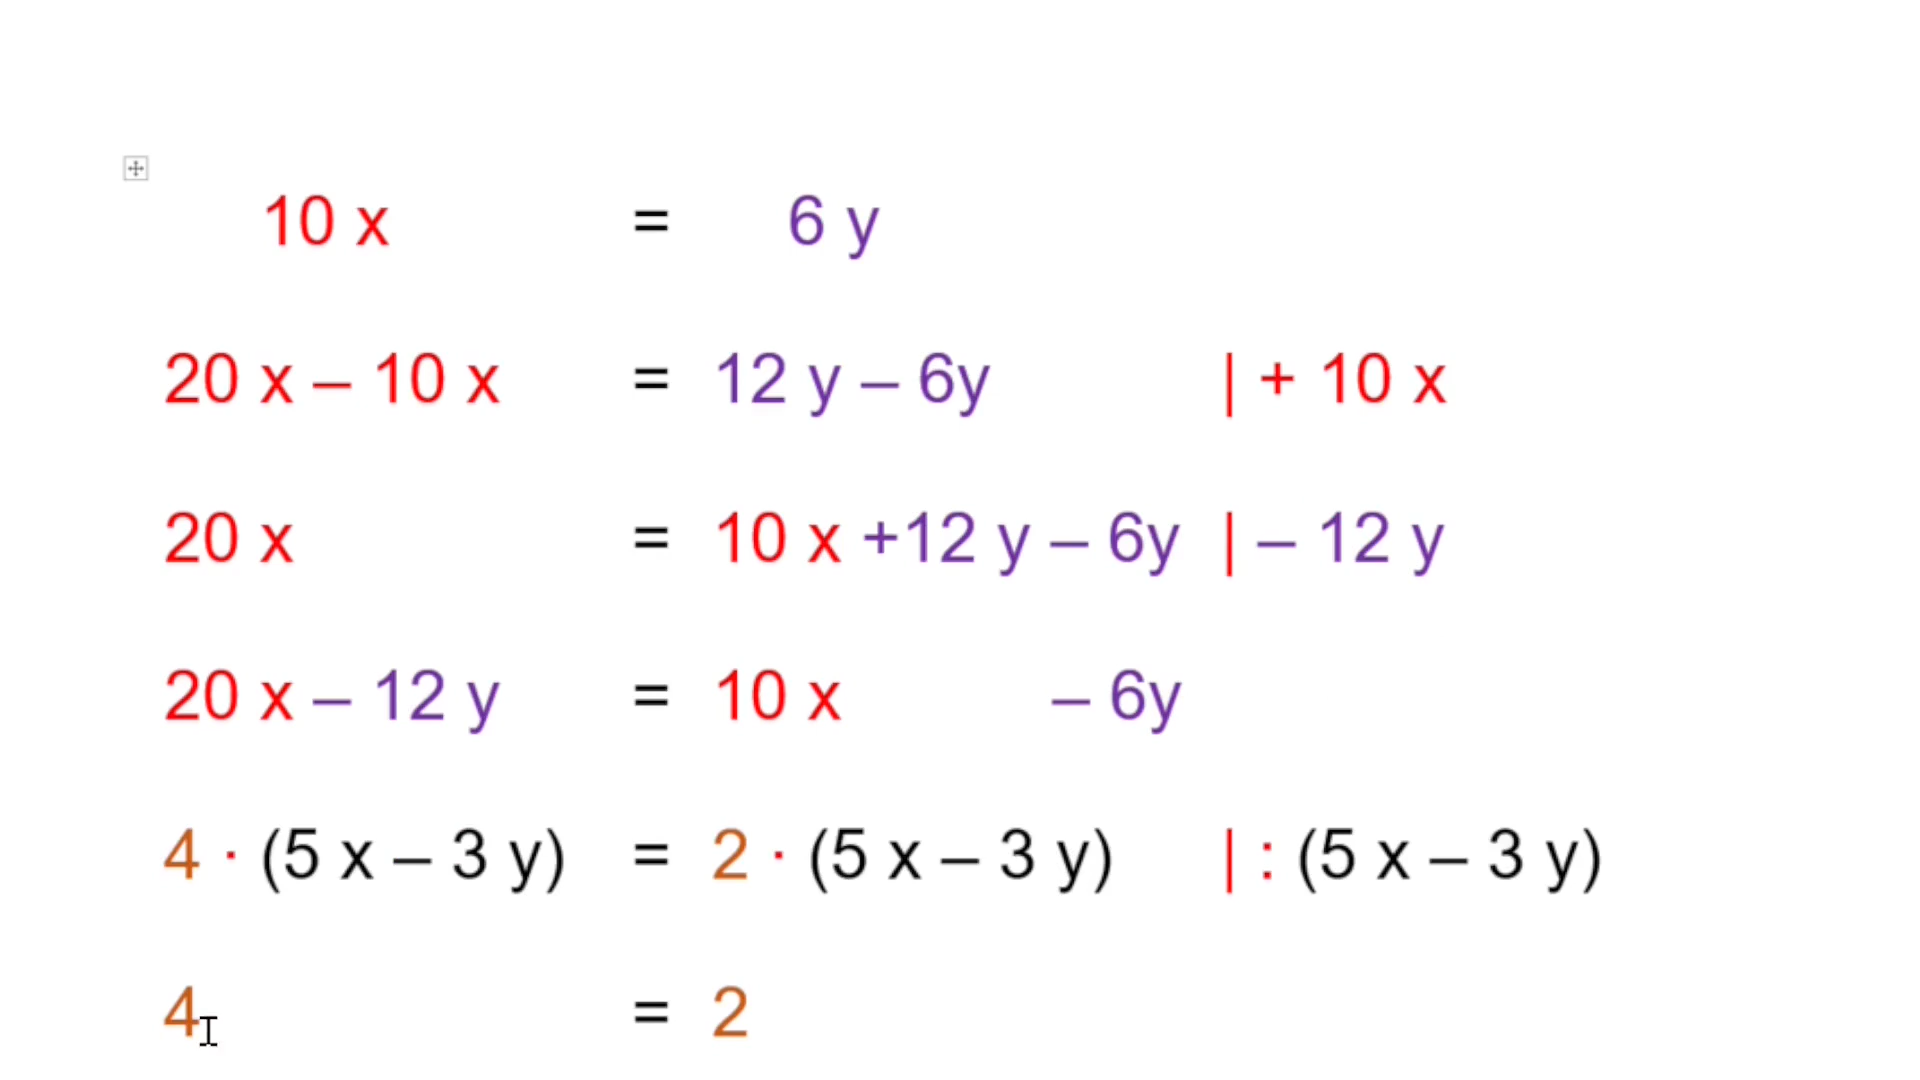 10 x = 6 y
20 x – 10 x = 12 y – 6y | + 10 x
20 x = 10 x +12 y – 6y | – 12 y
20 x – 12 y = 10 x – 6y
4 · (5 x – 3 y) = 2 · (5 x – 3 y) | : (5 x – 3 y)
4 = 2